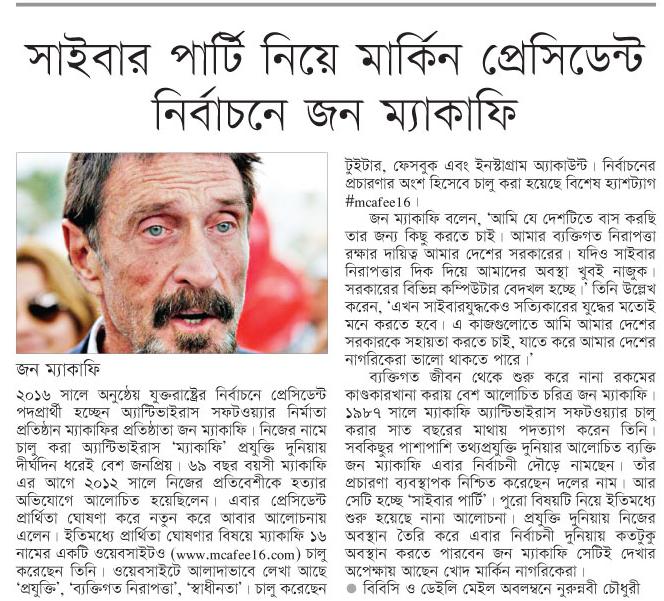 সাইবার পার্টি নিয়ে মার্কিন প্রেসিডেন্ট
নির্বাচনে জন ম্যাকাফি
জন ম্যাকাফি
২০১৬ সালে অনুষ্ঠেয় যুক্তরাষ্ট্রের নির্বাচনে প্রেসিডেন্ট
পদপ্রার্থী হচ্ছেন অ্যান্টিভাইরাস সফটওয়্যার নির্মাতা
প্রতিষ্ঠান ম্যাকাফির প্রতিষ্ঠাতা জন ম্যাকাফি। নিজের নামে
চালু করা অ্যান্টিভাইরাস ‘ম্যাকাফি’ প্রযুক্তি দুনিয়ায়
দীর্ঘদিন ধরেই বেশ জনপ্রিয়। ৬৯ বছর বয়সী ম্যাকাফি
এর আগে ২০১২ সালে নিজের প্রতিবেশীকে হত্যার
অভিযোগে আলোচিত হয়েছিলেন। এবার প্রেসিডেন্ট
প্রার্থিতা ঘোষণা করে নতুন করে আবার আলোচনায়
এলেন। ইতিমধ্যে প্রার্থিতা ঘোষণার বিষয়ে ম্যাকাফি ১৬
নামের একটি ওয়েবসাইটও (www.mcafee16.com) চালু
করেছেন তিনি। ওয়েবসাইটে আলাদাভাবে লেখা আছে
‘প্রযুক্তি’, ‘ব্যক্তিগত নিরাপত্তা’, ‘স্বাধীনতা’। চালু করেছেন
টুইটার, ফেসবুক এবং ইনস্টাগ্রাম অ্যাকাউন্ট। নির্বাচনের
প্রচারণার অংশ হিসেবে চালু করা হয়েছে বিশেষ হ্যাশট্যাগ
#mcafee16।
জন ম্যাকাফি বলেন, ‘আমি যে দেশটিতে বাস করছি
তার জন্য কিছু করতে চাই। আমার ব্যক্তিগত নিরাপত্তা
রক্ষার দায়িত্ব আমার দেশের সরকারের। যদিও সাইবার
নিরাপত্তার দিক দিয়ে আমাদের অবস্থা খুবই নাজুক।
সরকারের বিভিন্ন কম্পিউটার বেদখল হচ্ছে।’ তিনি উল্লেখ
করেন, ‘এখন সাইবারযুদ্ধকেও সত্যিকারের যুদ্ধের মতোই
মনে করতে হবে। এ কাজগুলোতে আমি আমার দেশের
সরকারকে সহায়তা করতে চাই, যাতে করে আমার দেশের
নাগরিকেরা ভালো থাকতে পারে।’
ব্যক্তিগত জীবন থেকে শুরু করে নানা রকমের
কাণ্ডকারখানা করায় বেশ আলোচিত চরিত্র জন ম্যাকাফি।
১৯৮৭ সালে ম্যাকাফি অ্যান্টিভাইরাস সফটওয়্যার চালু
করার সাত বছরের মাথায় পদত্যাগ করেন তিনি।
সবকিছুর পাশাপাশি তথ্যপ্রযুক্তি দুনিয়ার আলোচিত ব্যক্তি
জন ম্যাকাফি এবার নির্বাচনী দৌড়ে নামছেন। তাঁর
প্রচারণা ব্যবস্থাপক নিশ্চিত করেছেন দলের নাম। আর
সেটি হচ্ছে ‘সাইবার পার্টি’। পুরো বিষয়টি নিয়ে ইতিমধ্যে
শুরু হয়েছে নানা আলোচনা। প্রযুক্তি দুনিয়ায় নিজের
অবস্থান তৈরি করে এবার নির্বাচনী দুনিয়ায় কতটুকু
অবস্থান করতে পারবেন জন ম্যাকাফি সেটিই দেখার
অপেক্ষায় আছেন খোদ মার্কিন নাগরিকেরা।
● বিবিসি ও ডেইলি মেইল অবলম্বনে নুরুন্নবী চৌধুরী